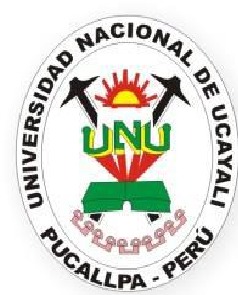 UNIVERSIDAD NACIONAL DE UCAYALI
UNU
PUCALLPA - PERÚ